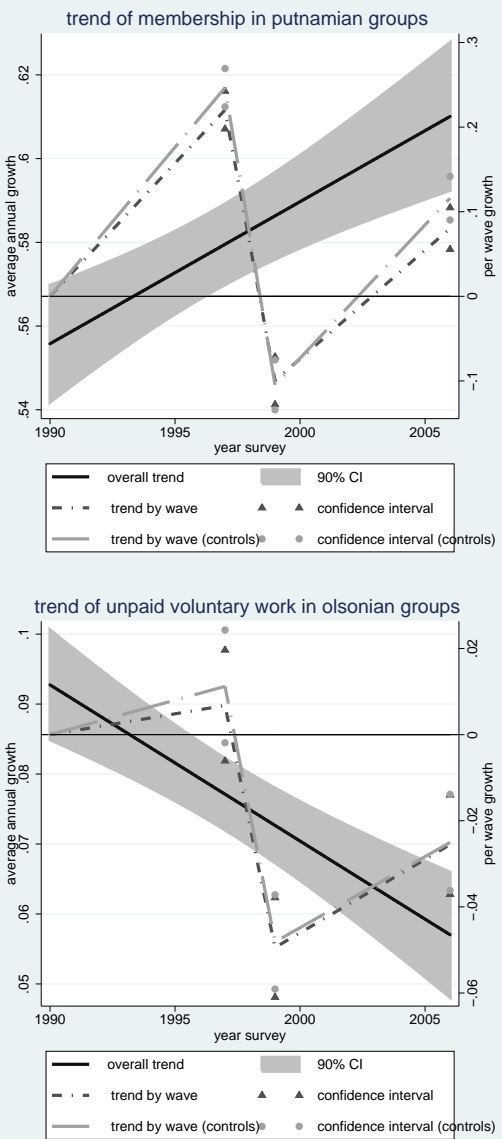 trend of membership in putnamian groups
average annual growth
.54 .56 .58 .6 .62
per wave growth
-.1 0 .1 .2 .3
1990 1995 2000 2005
year survey
overall trend 90% CI
trend by wave confidence interval
trend by wave (controls) confidence interval (controls)
trend of unpaid voluntary work in olsonian groups
average annual growth
.05 .06 .07 .08 .09 .1
per wave growth
-.06 -.04 -.02 0 .02
1990 1995 2000 2005
year survey
overall trend 90% CI
trend by wave confidence interval
trend by wave (controls) confidence interval (controls)